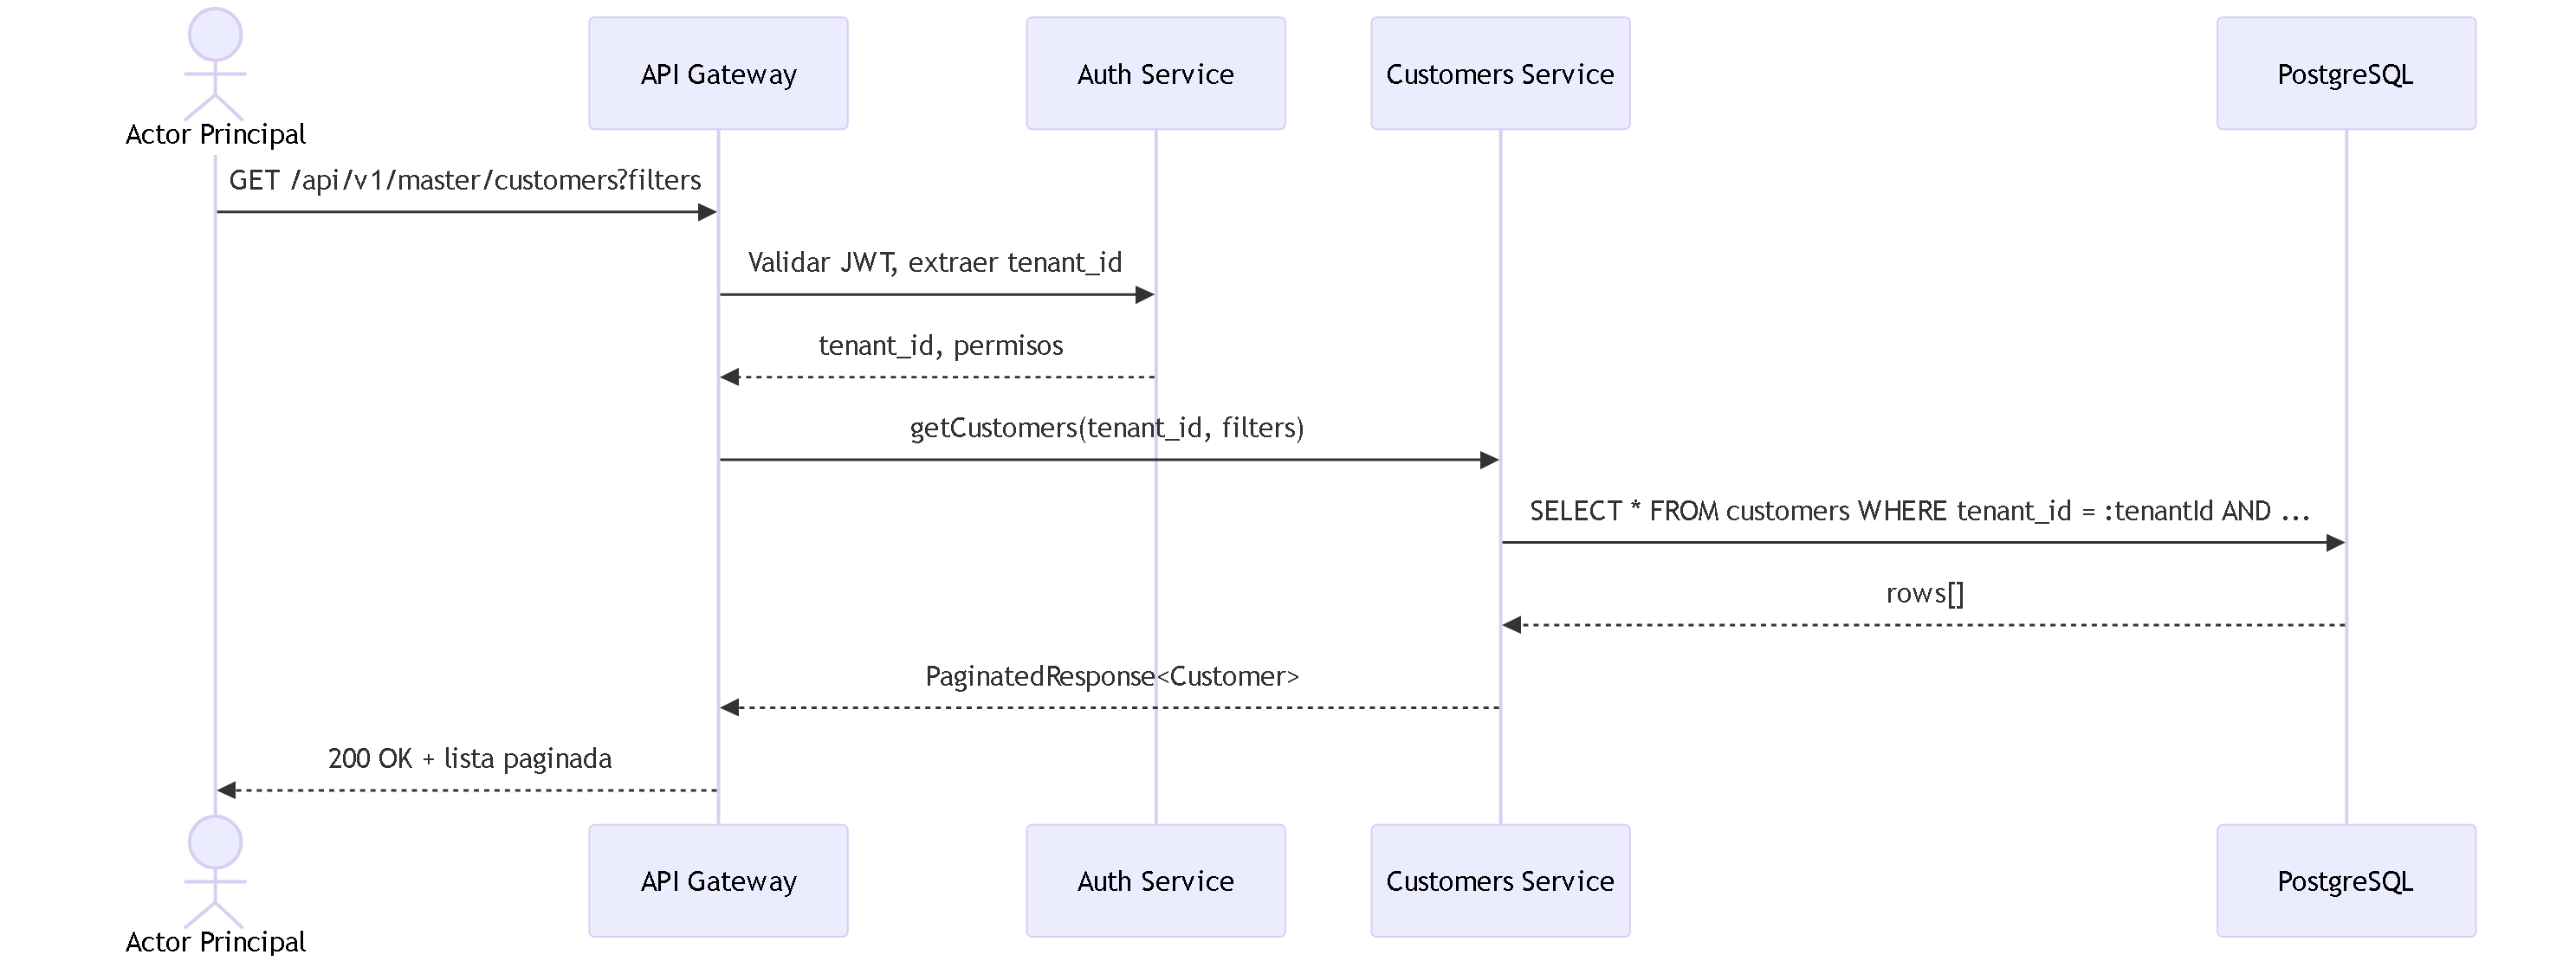 Actor Principal
API Gateway
Auth Service
Customers Service
PostgreSQL
GET /api/v1/master/customers?filters
Validar JWT, extraer tenant_id
tenant_id, permisos
getCustomers(tenant_id, filters)
SELECT * FROM customers WHERE tenant_id = :tenantId AND ...
rows[]
PaginatedResponse<Customer>
200 OK + lista paginada
Actor Principal
API Gateway
Auth Service
Customers Service
PostgreSQL